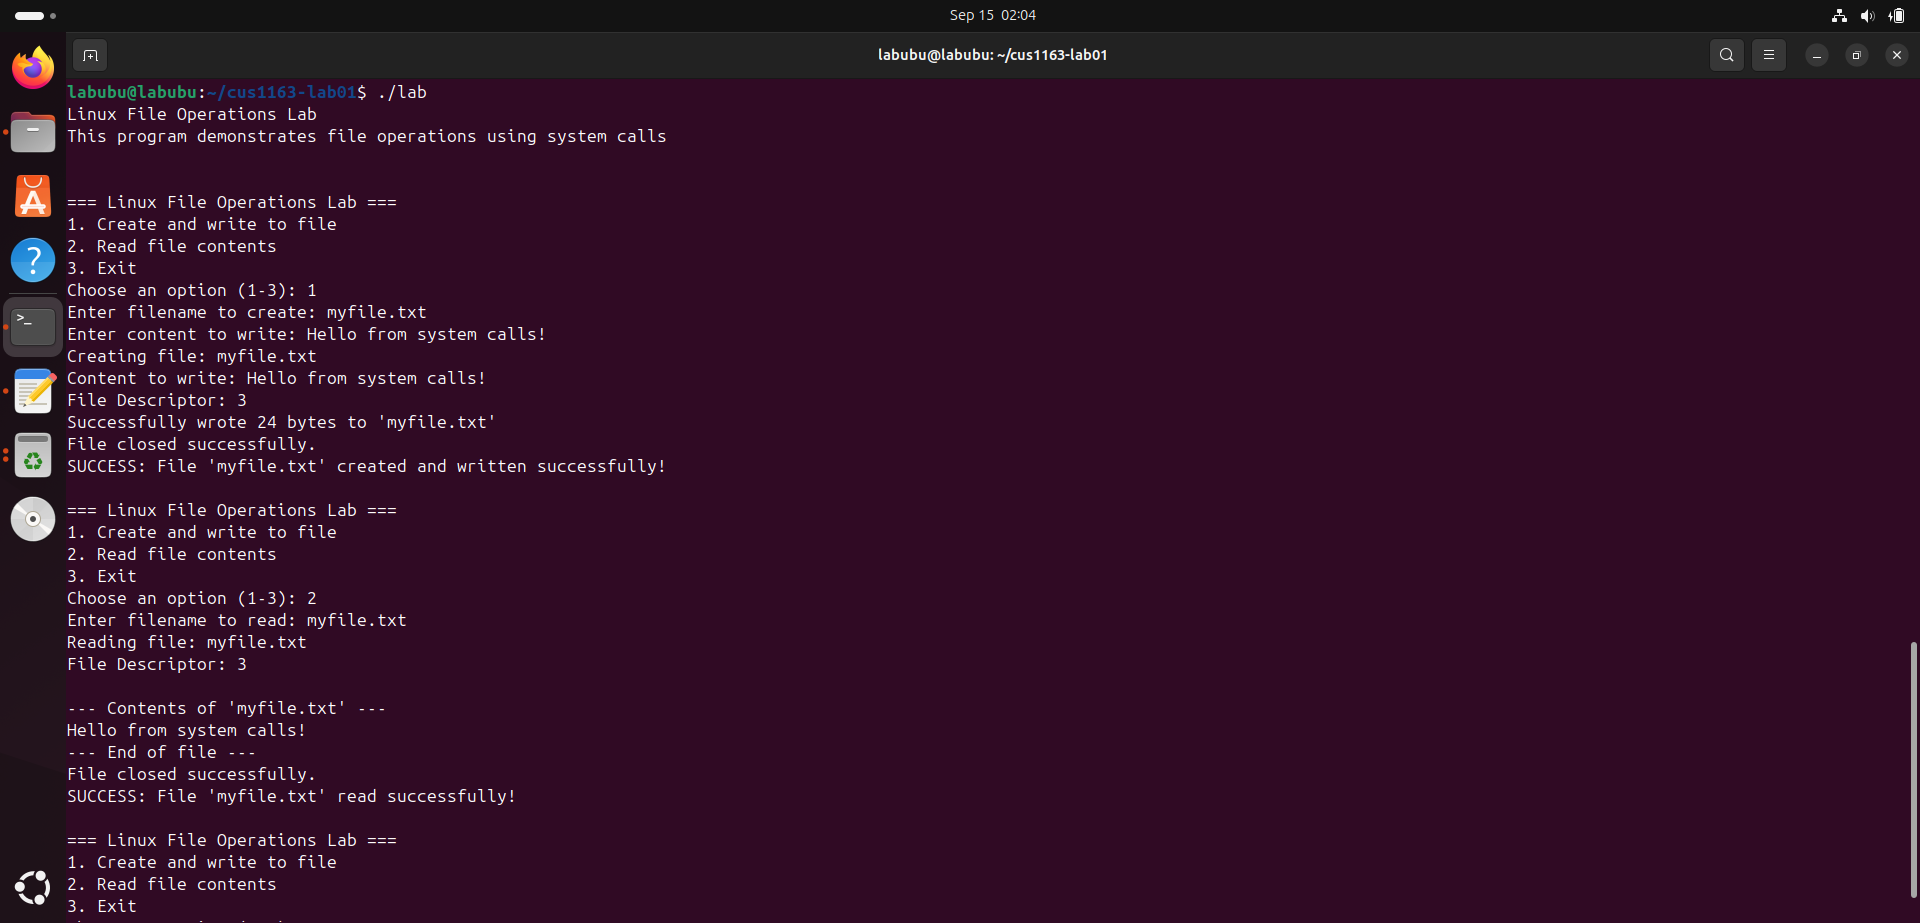 Sep 15 02:04
labubu@labubu: ~/cus1163-lab01
labubu@labubu:~/cus1163-lab01$ ./lab
Linux File Operations Lab
This program demonstrates file operations using system calls
=== Linux File Operations Lab ===
1. Create and write to file
2. Read file contents
3. Exit
Choose an option (1-3): 1
Enter filename to create: myfile.txt
Enter content to write: Hello from system calls!
Creating file: myfile.txt
Content to write: Hello from system calls!
File Descriptor: 3
Successfully wrote 24 bytes to 'myfile.txt'
File closed successfully.
SUCCESS: File 'myfile.txt' created and written successfully!
=== Linux File Operations Lab ===
1. Create and write to file
2. Read file contents
3. Exit
Choose an option (1-3): 2
Enter filename to read: myfile.txt
Reading file: myfile.txt
File Descriptor: 3
--- Contents of 'myfile.txt' ---
Hello from system calls!
--- End of file ---
File closed successfully.
SUCCESS: File 'myfile.txt' read successfully!
=== Linux File Operations Lab ===
1. Create and write to file
2. Read file contents
3. Exit